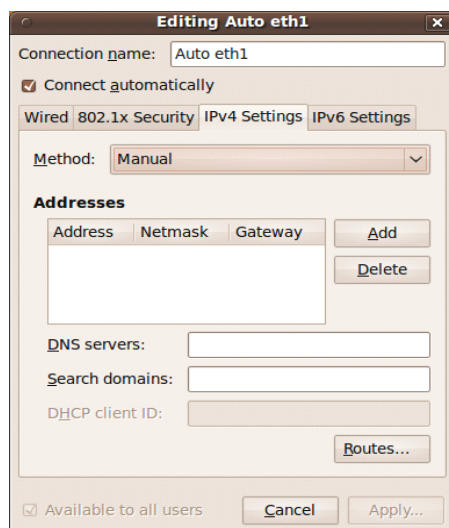 Editing Auto eth1
Connection name: Auto eth1
Connect automatically
Wired 802.1x Security IPv4 Settings IPv6 Settings
Method: Manual
Addresses
Address Netmask Gateway Add
Delete
DNS servers:
Search domains:
DHCP client ID:
Routes...
Available to all users Cancel Apply...